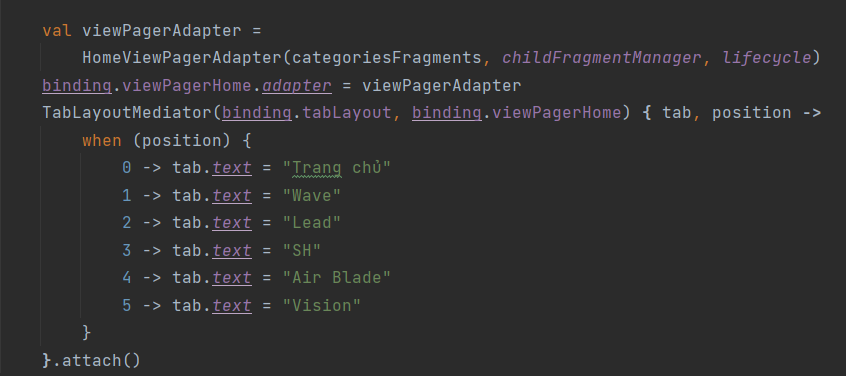 val viewPagerAdapter =
HomeViewPagerAdapter(categoriesFragments, childFragmentManager, lifecycle)
binding.viewPagerHome.adapter = viewPagerAdapter
TabLayoutMediator(binding.tabLayout, binding.viewPagerHome) { tab, position ->
when (position) {
0 -> tab.text = "Trang chủ"
1 -> tab.text = "Wave"
2 -> tab.text = "Lead"
3 -> tab.text = "SH"
4 -> tab.text = "Air Blade"
5 -> tab.text = "Vision"
}
}.attach()